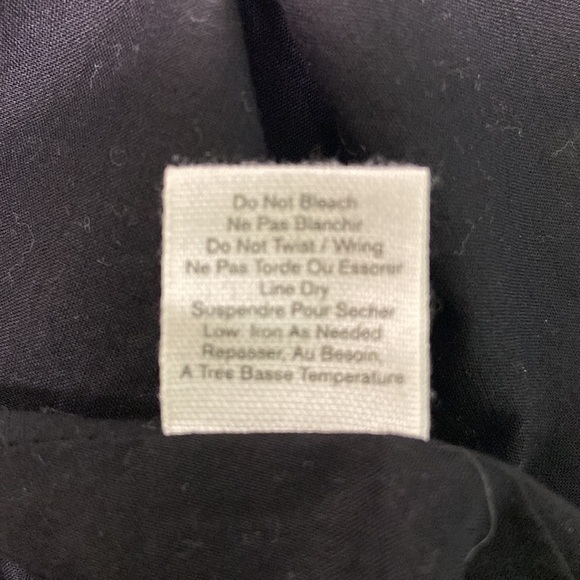 Do Not Bleach
Ne Pas Blanchir
Do Not Twist / Wring
Ne Pas Torde Ou Essorer
Line Dry
Suspendre Pour Secher
Low Iron As Needed
Repasser, Au Besoin,
A Tres Basse Temperature